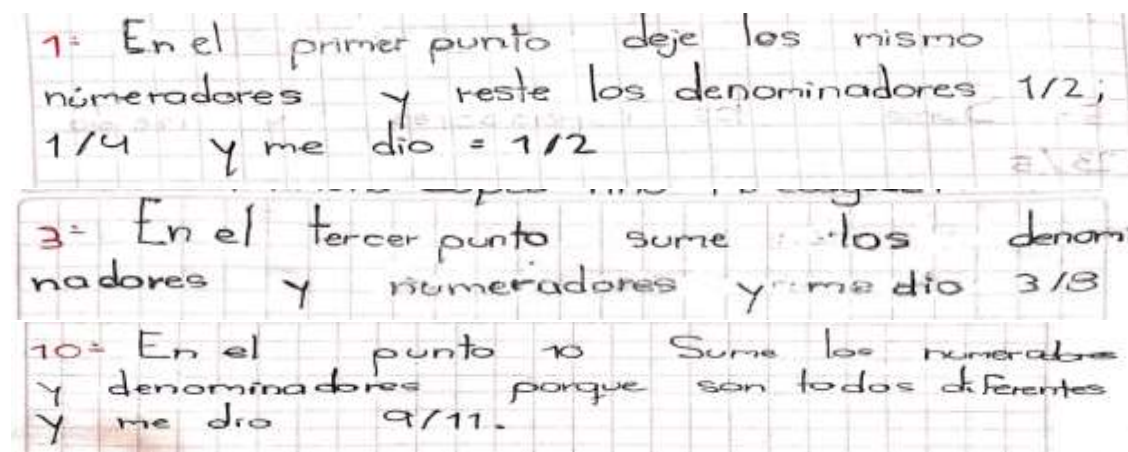 1= En el primer punto deje los mismo
números y reste los denominadores 1/2;
1/4 y me dio = 1/2
3= En el tercer punto sume los denomi
nadores y numeradores y me dio 3/8
10= En el punto 10 Sume los numeradores
y denominadores porque son todos diferentes
y me dio 9/11.